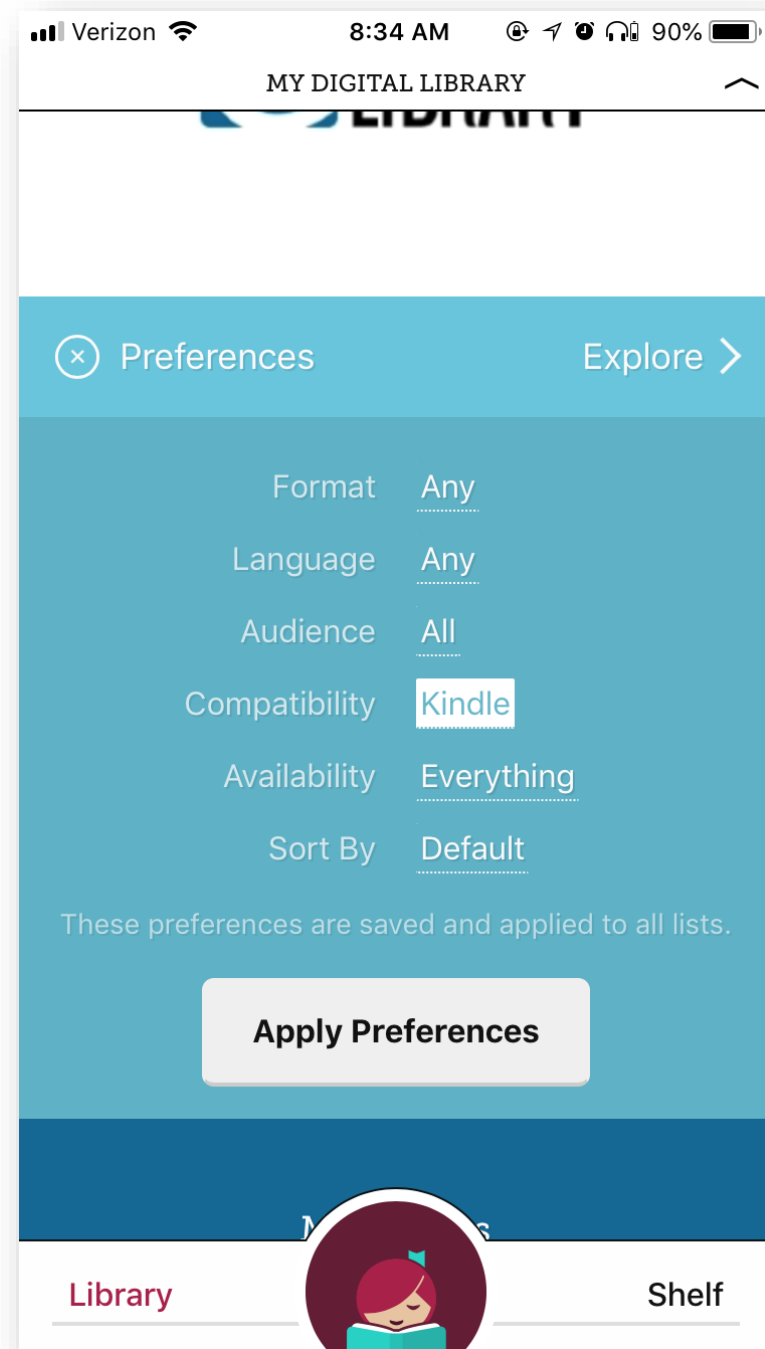 Verizon 8:34 AM 90%
MY DIGITAL LIBRARY
LIBRARY
Preferences Explore
Format Any
Language Any
Audience All
Compatibility Kindle
Availability Everything
Sort By Default
These preferences are saved and applied to all lists.
Apply Preferences
Library Shelf